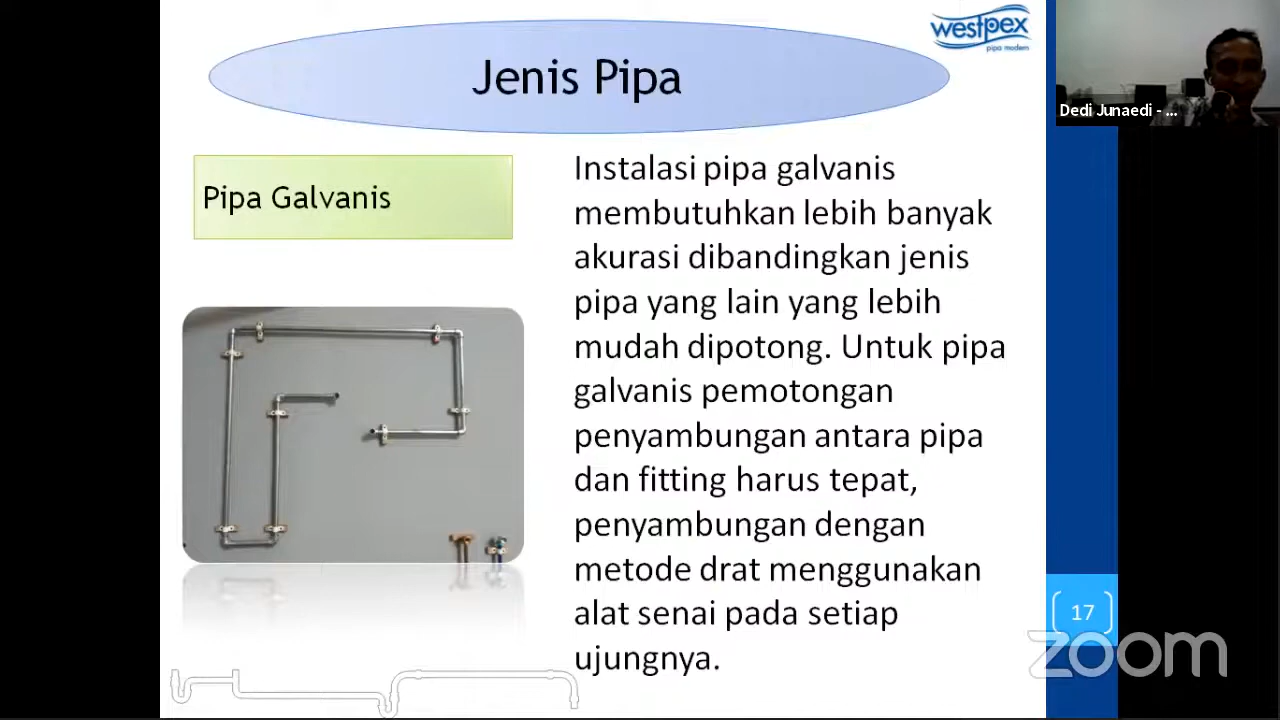 westpex
pipa modern
Jenis Pipa
Dedi Junaedi - ...
Pipa Galvanis
Instalasi pipa galvanis
membutuhkan lebih banyak
akurasi dibandingkan jenis
pipa yang lain yang lebih
mudah dipotong. Untuk pipa
galvanis pemotongan
penyambungan antara pipa
dan fitting harus tepat,
penyambungan dengan
metode drat menggunakan
alat senai pada setiap
ujungnya.
17
zoom